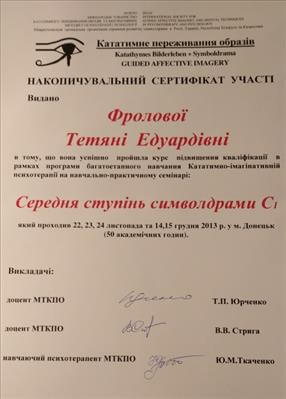 Кататимне переживання образів
Katathymes Bilderleben + Symboldrama
GUIDED AFFECTIVE IMAGERY
НАКОПИЧУВАЛЬНИЙ СЕРТИФІКАТ УЧАСТІ
Видано
Фролової
Тетяні Едуардівні
в тому, що вона успішно пройшла курс підвищення кваліфікації в
рамках програми багатоетапного навчання Кататимно-імагінативній
психотерапії на навчально-практичному семінарі:
Середня ступінь символдрами С1
який проходив 22, 23, 24 листопада та 14,15 грудня 2013 р у м. Донецьк
(50 академічних годин).
Викладачі:
доцент МТКПО Т.П. Юрченко
доцент МТКПО В.В. Стрига
навчаючий психотерапевт МТКПО Ю.М.Ткаченко